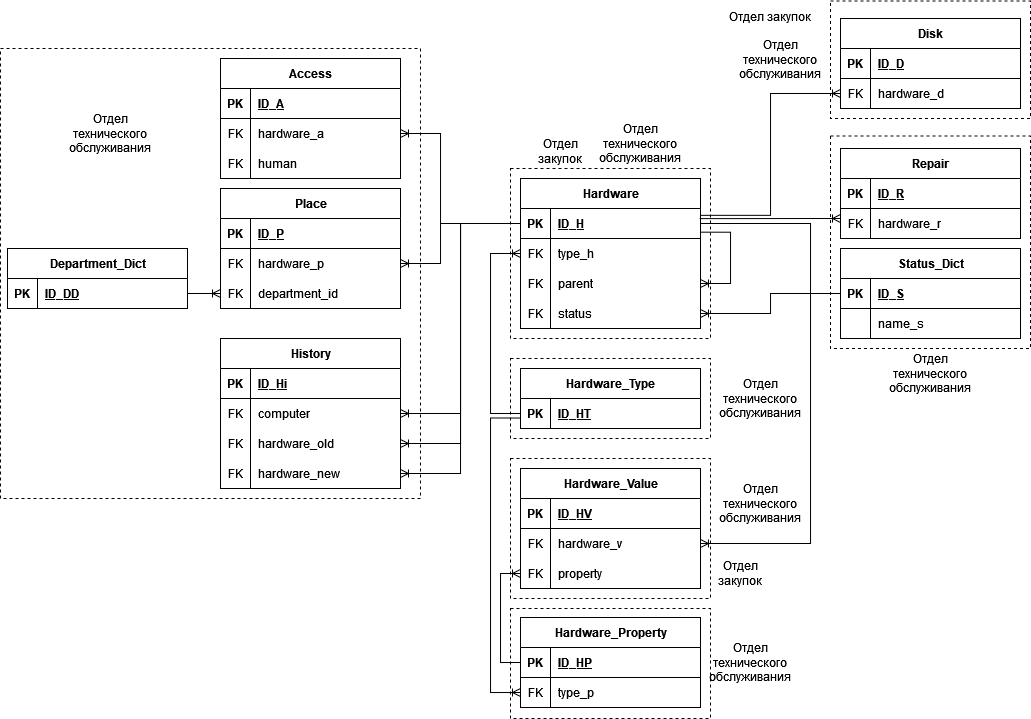 Отдел
технического
обслуживания
Access
PK ID_A
FK hardware_a
FK human
Place
PK ID_P
FK hardware_p
FK department_id
Department_Dict
PK ID_DD
History
PK ID_Hi
FK computer
FK hardware_old
FK hardware_new
Отдел
закупок
Отдел
технического
обслуживания
Hardware
PK ID_H
FK type_h
FK parent
FK status
Hardware_Type
PK ID_HT
Отдел
технического
обслуживания
Hardware_Value
PK ID_HV
FK hardware_v
FK property
Отдел
технического
обслуживания
Отдел
закупок
Hardware_Property
PK ID_HP
FK type_p
Отдел
технического
обслуживания
Отдел закупок
Отдел
технического
обслуживания
Disk
PK ID_D
FK hardware_d
Repair
PK ID_R
FK hardware_r
Status_Dict
PK ID_S
name_s
Отдел
технического
обслуживания